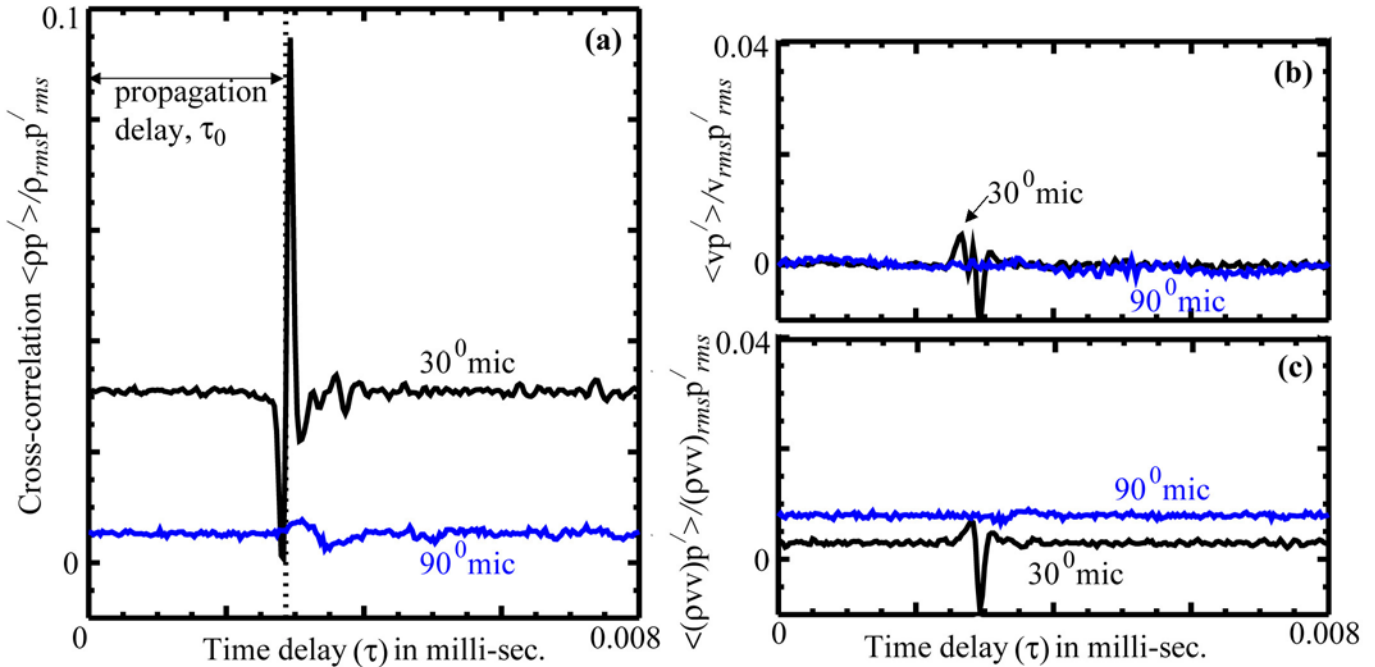 0.1
(a)
propagation
delay, τ₀
Cross-correlation <ρp′>/ρrmsp′rms
30⁰mic
90⁰mic
0
0
Time delay (τ) in milli-sec.
0.008
0.04
(b)
<vp′>/vrmsp′rms
30⁰mic
0
90⁰mic
0.04
(c)
<(ρvv)p′>/(ρvv)rmsp′rms
90⁰mic
0
30⁰mic
0
Time delay (τ) in milli-sec.
0.008